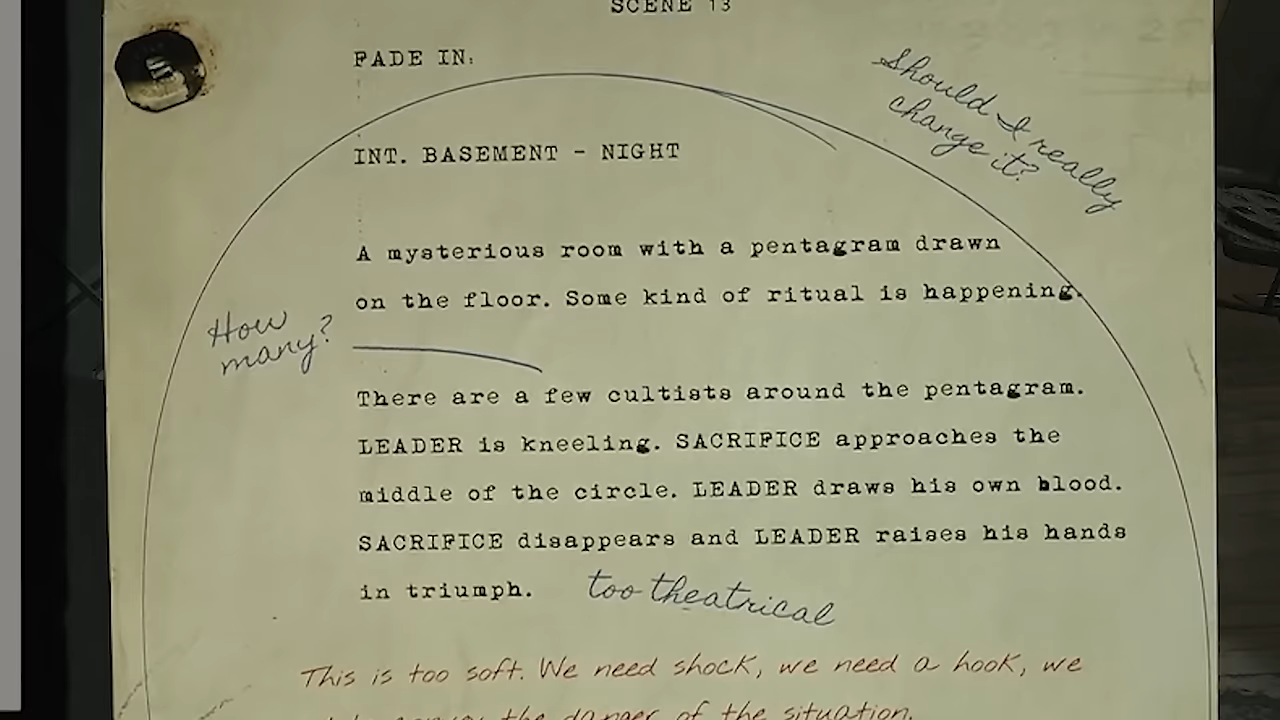 SCENE 13
FADE IN:
Should I really
change it?
INT. BASEMENT - NIGHT
A mysterious room with a pentagram drawn
on the floor. Some kind of ritual is happening.
How
many?
There are a few cultists around the pentagram.
LEADER is kneeling. SACRIFICE approaches the
middle of the circle. LEADER draws his own blood.
SACRIFICE disappears and LEADER raises his hands
in triumph. too theatrical
This is too soft. We need shock, we need a hook, we
the danger of the situation.